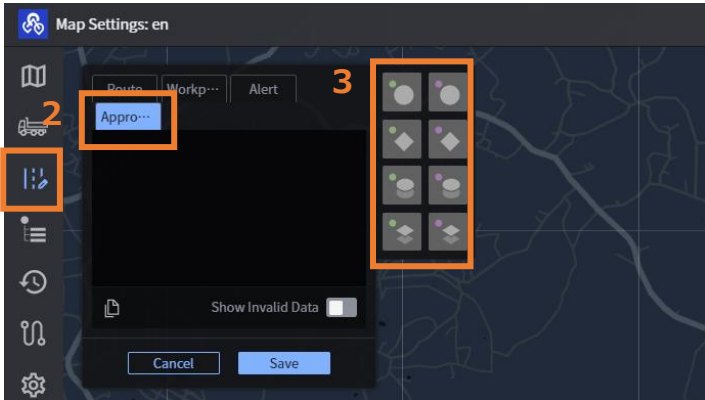 Map Settings: en
3
Route Workp... Alert
2
Appro...
Show Invalid Data
Cancel Save